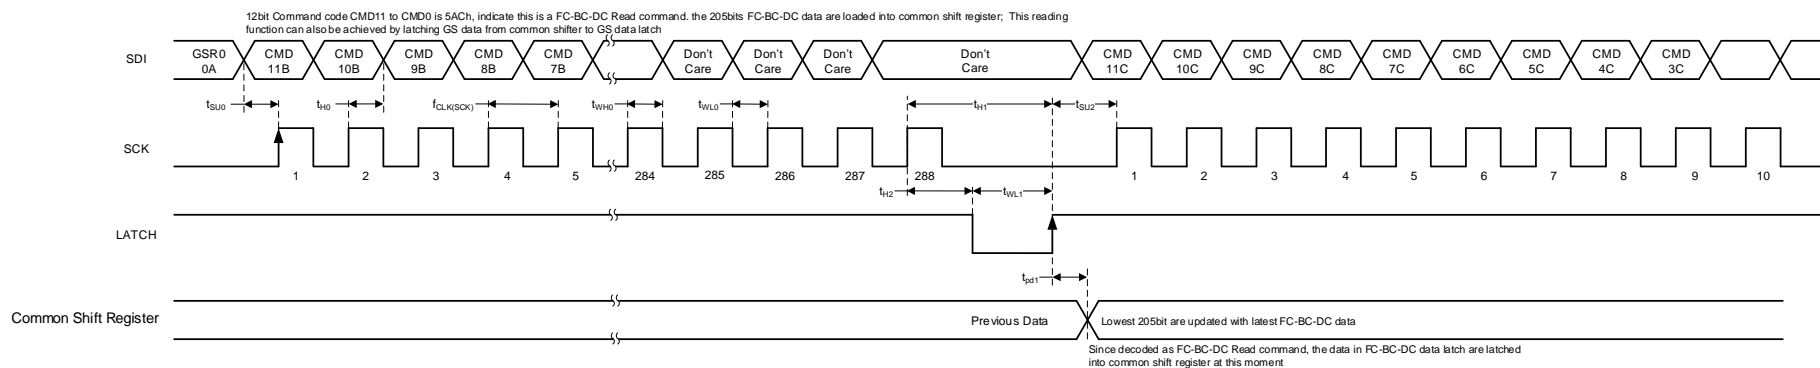 12bit Command code CMD11 to CMD0 is 5ACh, indicate this is a FC-BC-DC Read command. the 205bits FC-BC-DC data are loaded into common shift register; This reading
function can also be achieved by latching GS data from common shifter to GS data latch
SDI
GSR0 0A
CMD 11B
CMD 10B
CMD 9B
CMD 8B
CMD 7B
Don't Care
Don't Care
Don't Care
Don't Care
CMD 11C
CMD 10C
CMD 9C
CMD 8C
CMD 7C
CMD 6C
CMD 5C
CMD 4C
CMD 3C
tSU0
tH0
fCLK(SCK)
tWH0
tWL0
tH1
tSU2
SCK
1 2 3 4 5 284 285 286 287 288 1 2 3 4 5 6 7 8 9 10
tH2
tWL1
LATCH
tpd1
Common Shift Register
Previous Data
Lowest 205bit are updated with latest FC-BC-DC data
Since decoded as FC-BC-DC Read command, the data in FC-BC-DC data latch are latched
into common shift register at this moment